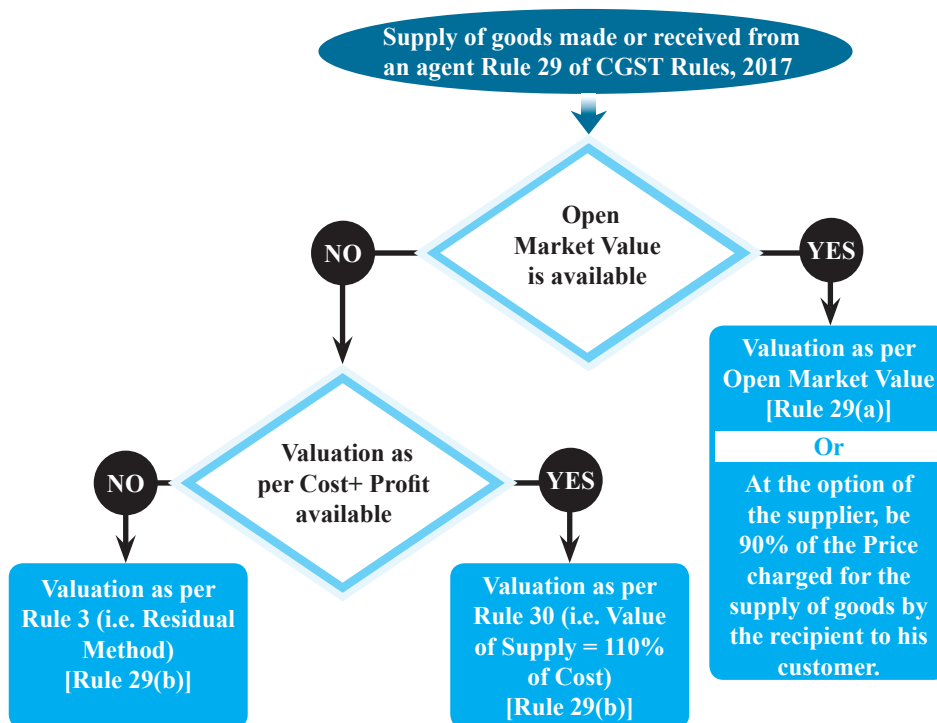 Supply of goods made or received from
an agent Rule 29 of CGST Rules, 2017
Open
Market Value
is available
NO
YES
Valuation as per
Open Market Value
[Rule 29(a)]
Or
At the option of
the supplier, be
90% of the Price
charged for the
supply of goods by
the recipient to his
customer.
Valuation as
per Cost+ Profit
available
NO
YES
Valuation as per
Rule 3 (i.e. Residual
Method)
[Rule 29(b)]
Valuation as per
Rule 30 (i.e. Value
of Supply = 110%
of Cost)
[Rule 29(b)]